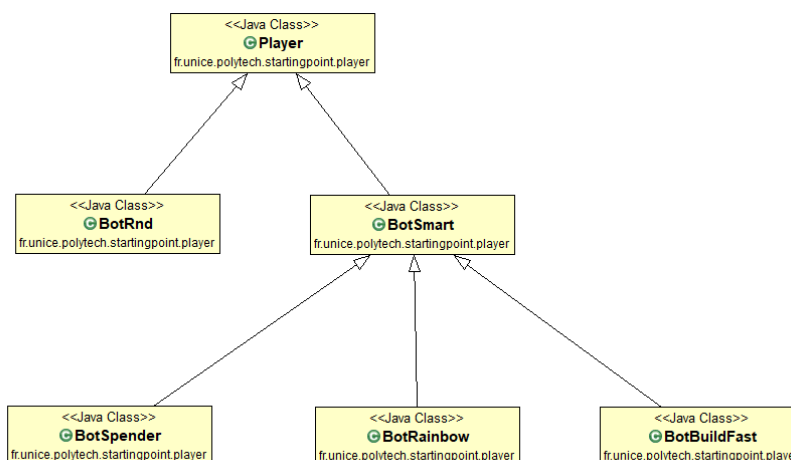 <<Java Class>>
Player
fr.unice.polytech.startingpoint.player
<<Java Class>>
BotRnd
fr.unice.polytech.startingpoint.player
<<Java Class>>
BotSmart
fr.unice.polytech.startingpoint.player
<<Java Class>>
BotSpender
fr.unice.polytech.startingpoint.player
<<Java Class>>
BotRainbow
fr.unice.polytech.startingpoint.player
<<Java Class>>
BotBuildFast
fr.unice.polytech.startingpoint.player